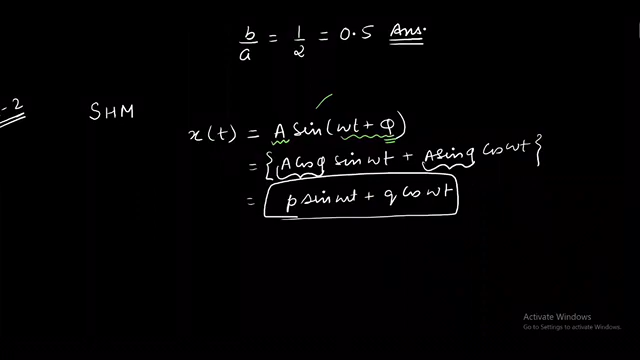 b/a = 1/2 = 0.5 Ans.
-2 SHM
x(t) = A sin(ωt + φ)
= {A cos φ sin ωt + A sin φ cos ωt}
= p sin ωt + q cos ωt
Activate Windows
Go to Settings to activate Windows.